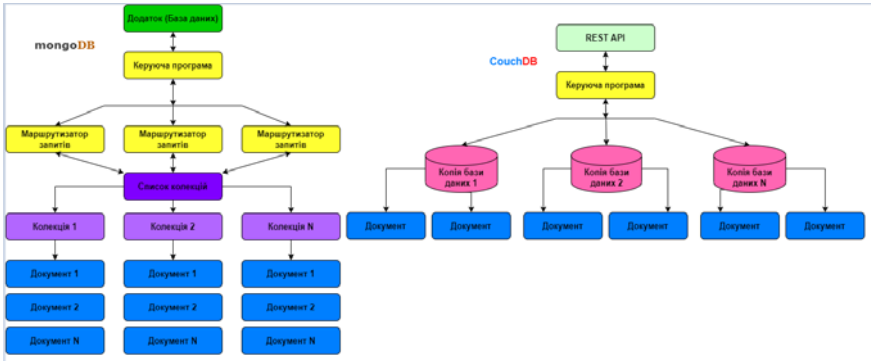 mongoDB
Додаток (База даних)
Керуюча програма
Маршрутизатор
запитів
Маршрутизатор
запитів
Маршрутизатор
запитів
Список колекцій
Колекція 1
Колекція 2
Колекція N
Документ 1
Документ 1
Документ 1
Документ 2
Документ 2
Документ 2
Документ N
Документ N
Документ N
CouchDB
REST API
Керуюча програма
Копія бази
даних 1
Копія бази
даних 2
Копія бази
даних N
Документ
Документ
Документ
Документ
Документ
Документ